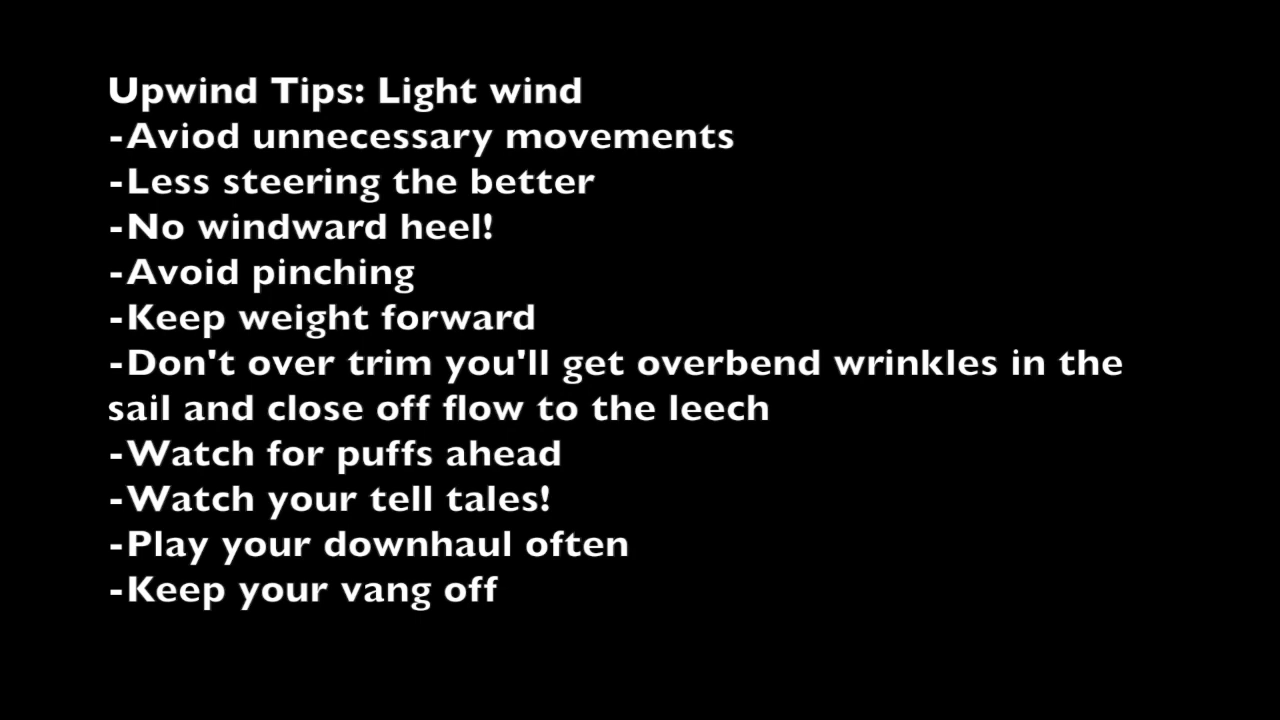 Upwind Tips: Light wind
-Aviod unnecessary movements
-Less steering the better
-No windward heel!
-Avoid pinching
-Keep weight forward
-Don't over trim you'll get overbend wrinkles in the
sail and close off flow to the leech
-Watch for puffs ahead
-Watch your tell tales!
-Play your downhaul often
-Keep your vang off